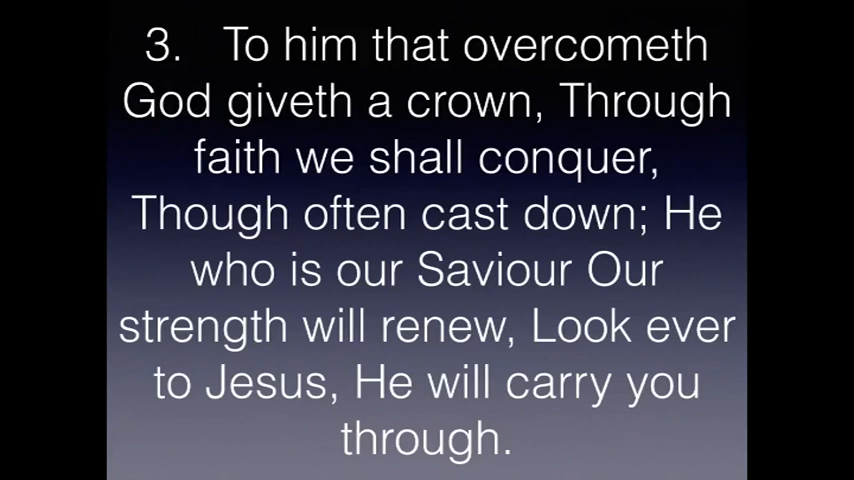 3. To him that overcometh
God giveth a crown, Through
faith we shall conquer,
Though often cast down; He
who is our Saviour Our
strength will renew, Look ever
to Jesus, He will carry you
through.